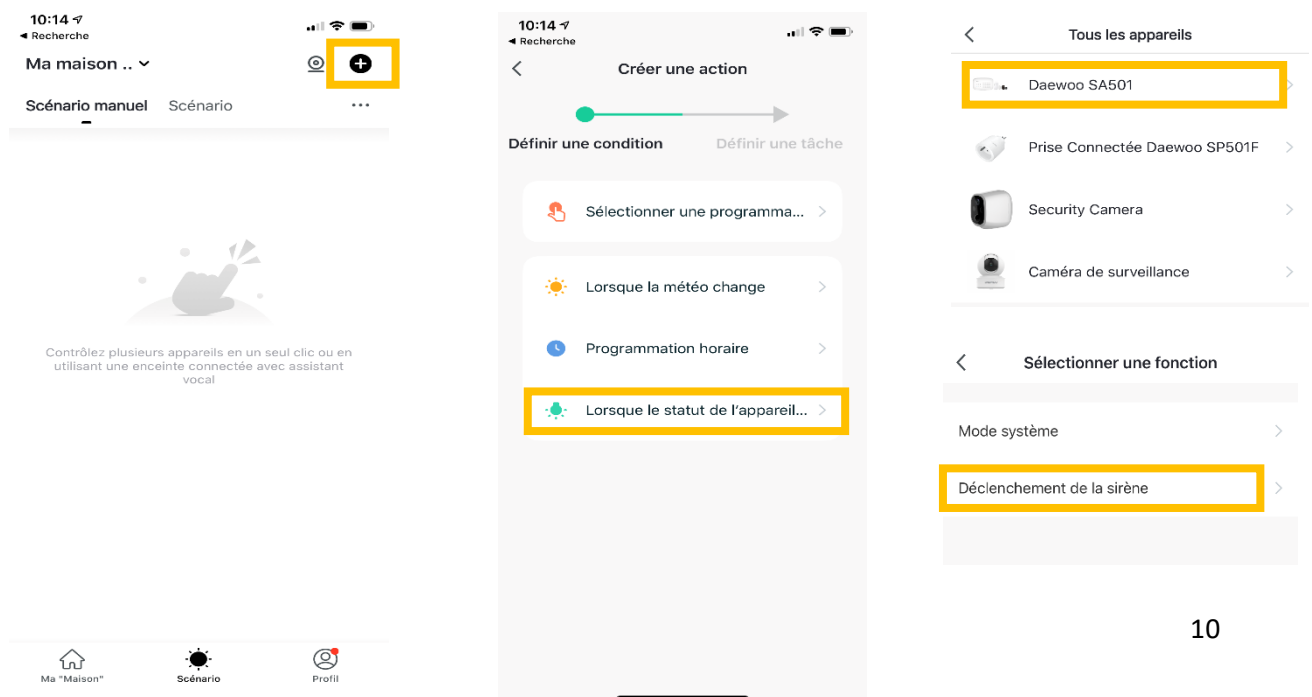 10:14
◀ Recherche
Ma maison ..
Scénario manuel Scénario ...
Contrôlez plusieurs appareils en un seul clic ou en
utilisant une enceinte connectée avec assistant
vocal
Ma "Maison" Scénario Profil
10:14
◀ Recherche
Créer une action
Définir une condition Définir une tâche
Sélectionner une programma...
Lorsque la météo change
Programmation horaire
Lorsque le statut de l'appareil...
Tous les appareils
Daewoo SA501
Prise Connectée Daewoo SP501F
Security Camera
Caméra de surveillance
Sélectionner une fonction
Mode système
Déclenchement de la sirène
10